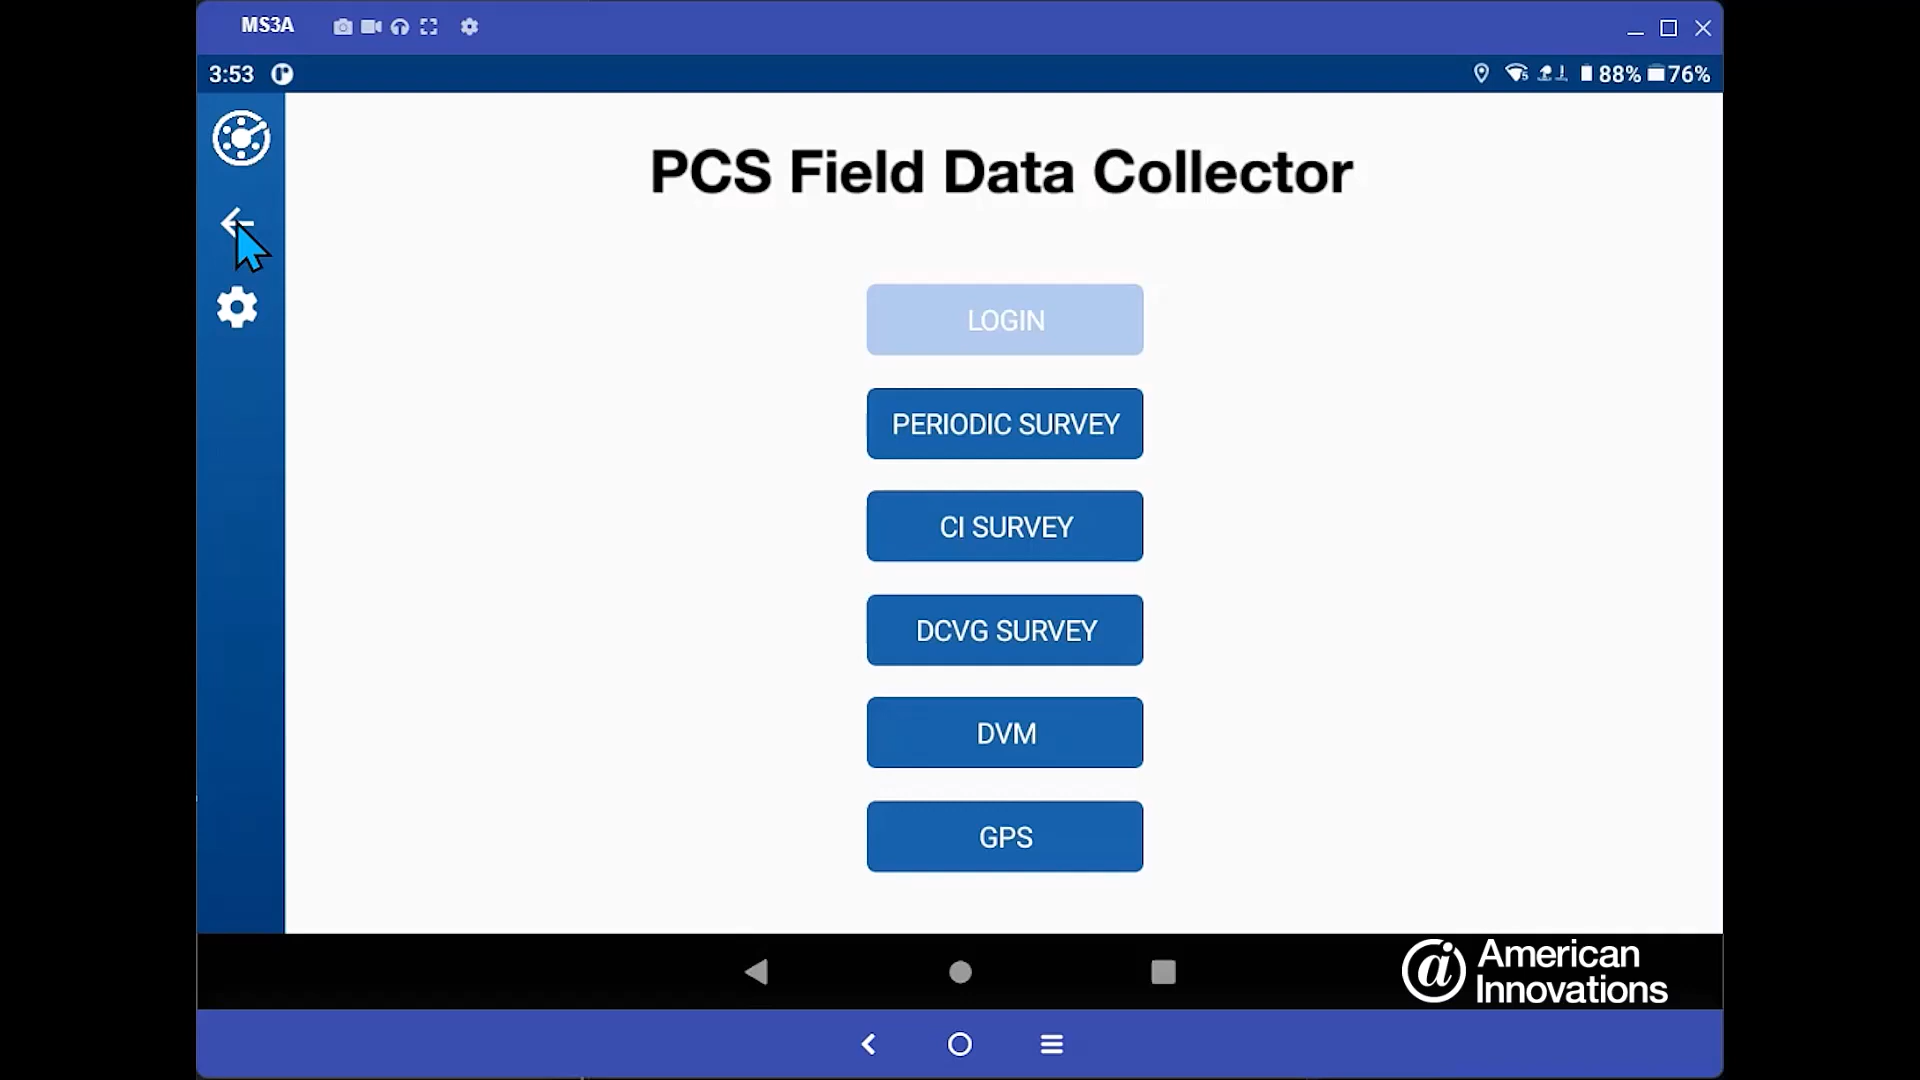 MS3A
3:53
88% 76%
PCS Field Data Collector
LOGIN
PERIODIC SURVEY
CI SURVEY
DCVG SURVEY
DVM
GPS
American
Innovations